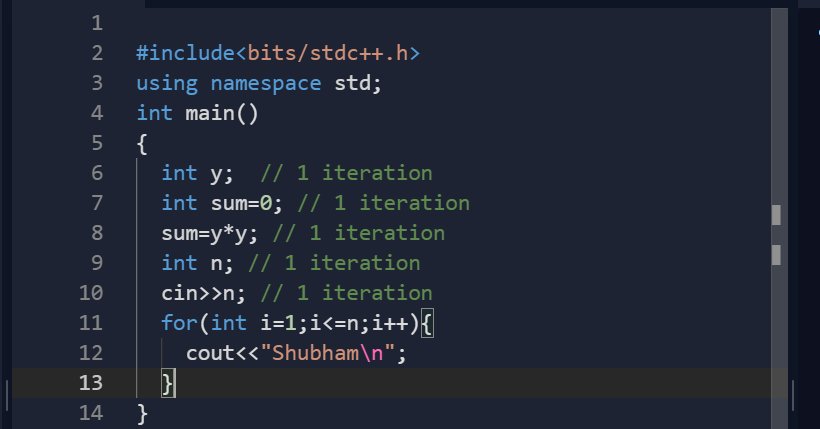 1
2 #include<bits/stdc++.h>
3 using namespace std;
4 int main()
5 {
6   int y;  // 1 iteration
7   int sum=0; // 1 iteration
8   sum=y*y; // 1 iteration
9   int n; // 1 iteration
10   cin>>n; // 1 iteration
11   for(int i=1;i<=n;i++){
12     cout<<"Shubham\n";
13   }
14 }